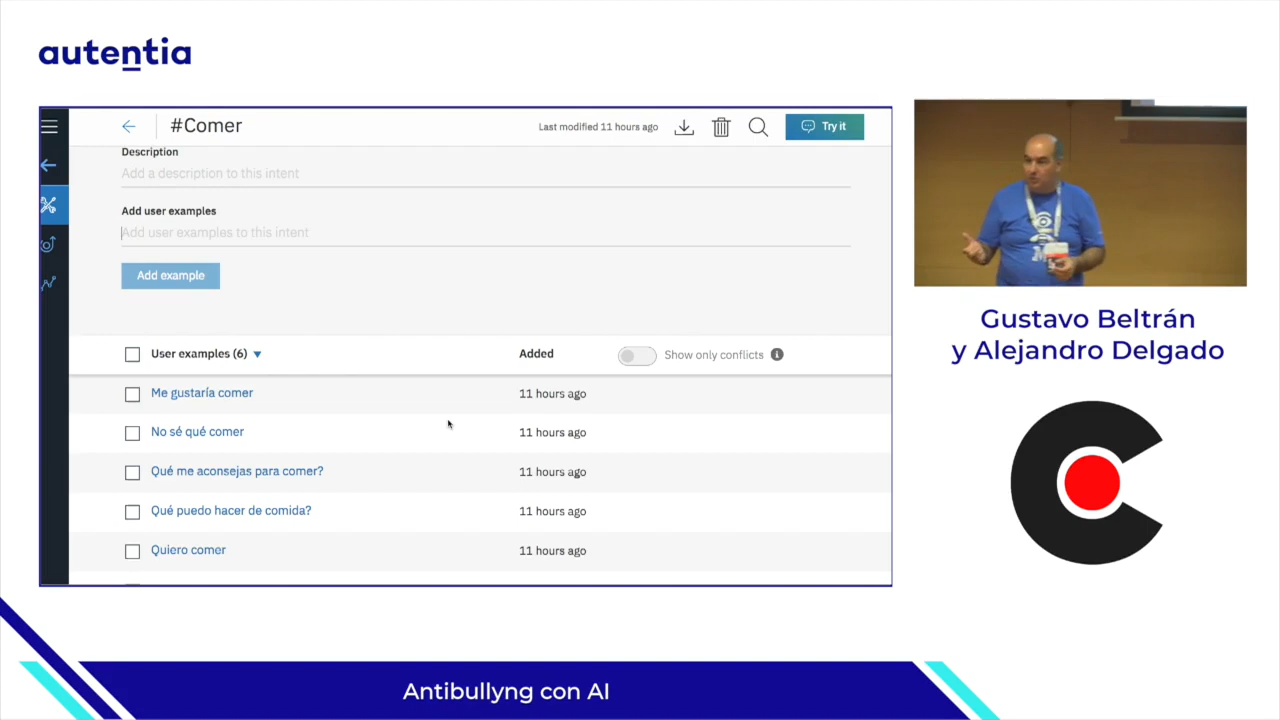 autentia
#Comer
Last modified 11 hours ago
Try it
Description
Add a description to this intent
Add user examples
Add user examples to this intent
Add example
User examples (6)
Added
Show only conflicts
Me gustaría comer
11 hours ago
No sé qué comer
11 hours ago
Qué me aconsejas para comer?
11 hours ago
Qué puedo hacer de comida?
11 hours ago
Quiero comer
11 hours ago
Gustavo Beltrán
y Alejandro Delgado
Antibullyng con AI